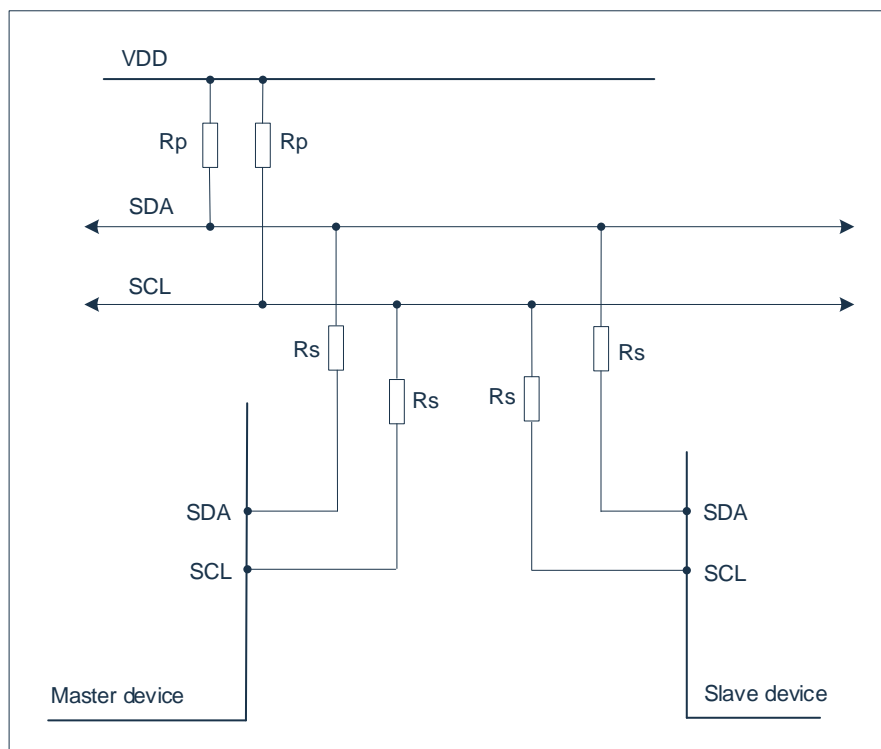 VDD
Rp
Rp
SDA
SCL
Rs
Rs
Rs
Rs
SDA
SDA
SCL
SCL
Master device
Slave device